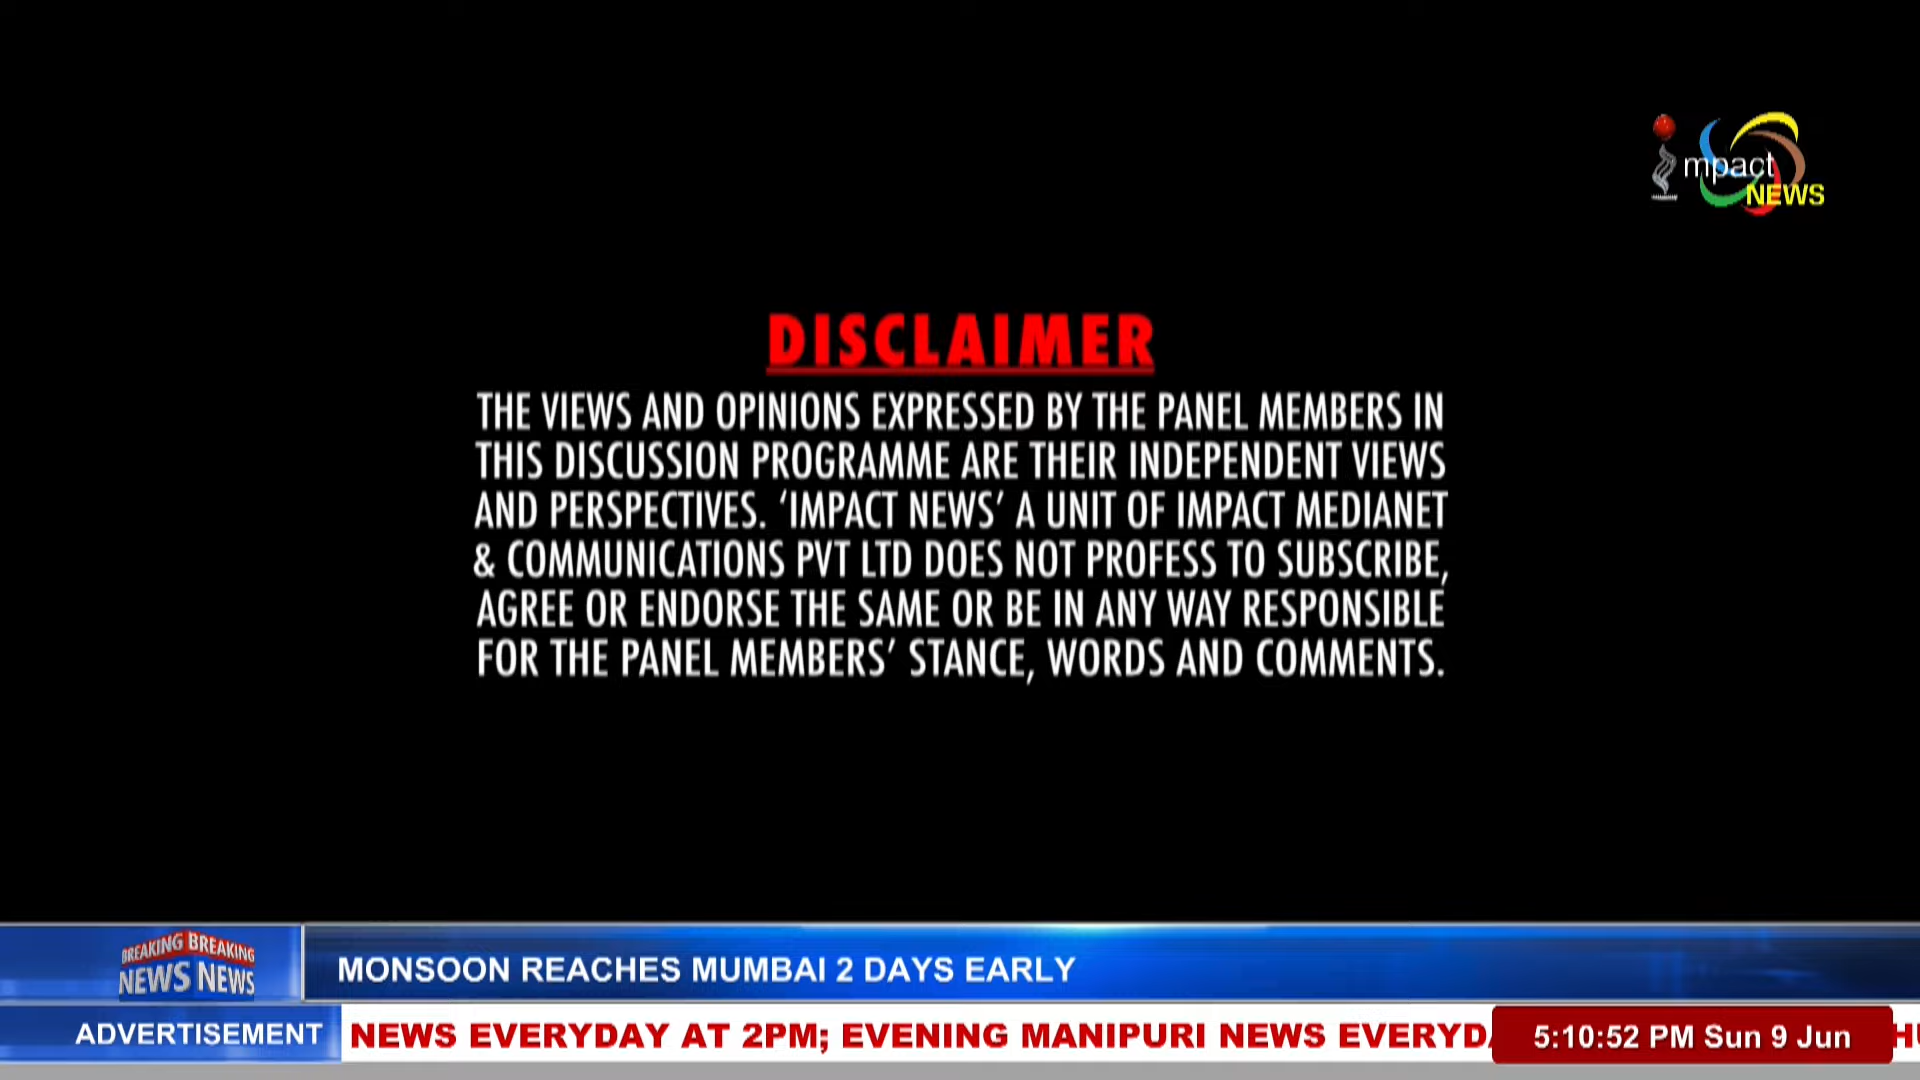 impact
NEWS
DISCLAIMER
THE VIEWS AND OPINIONS EXPRESSED BY THE PANEL MEMBERS IN
THIS DISCUSSION PROGRAMME ARE THEIR INDEPENDENT VIEWS
AND PERSPECTIVES. ‘IMPACT NEWS’ A UNIT OF IMPACT MEDIANET
& COMMUNICATIONS PVT LTD DOES NOT PROFESS TO SUBSCRIBE,
AGREE OR ENDORSE THE SAME OR BE IN ANY WAY RESPONSIBLE
FOR THE PANEL MEMBERS’ STANCE, WORDS AND COMMENTS.
BREAKING BREAKING
NEWS NEWS
MONSOON REACHES MUMBAI 2 DAYS EARLY
ADVERTISEMENT
NEWS EVERYDAY AT 2PM; EVENING MANIPURI NEWS
5:10:52 PM Sun 9 Jun